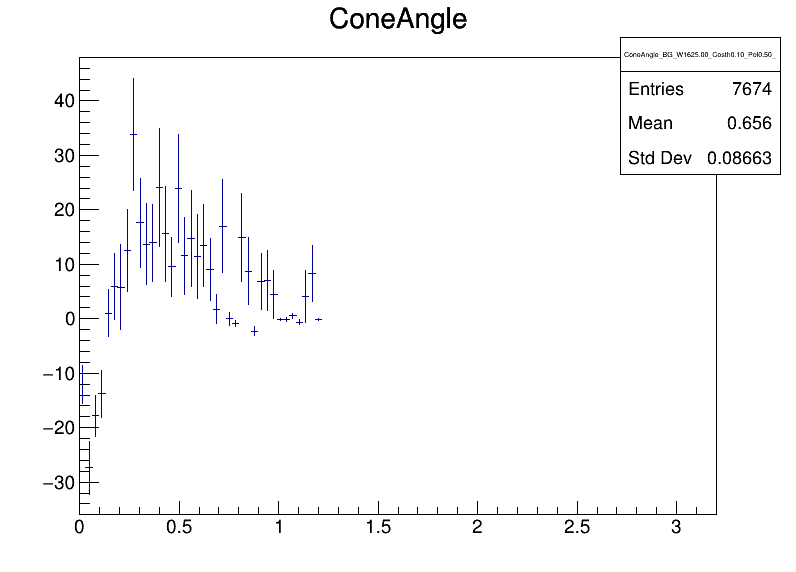 ConeAngle
ConeAngle_BG_W1625.00_Costh0.10_Pol0.50_
Entries 7674
Mean 0.656
Std Dev 0.08663
40
30
20
10
0
−10
−20
−30
0 0.5 1 1.5 2 2.5 3